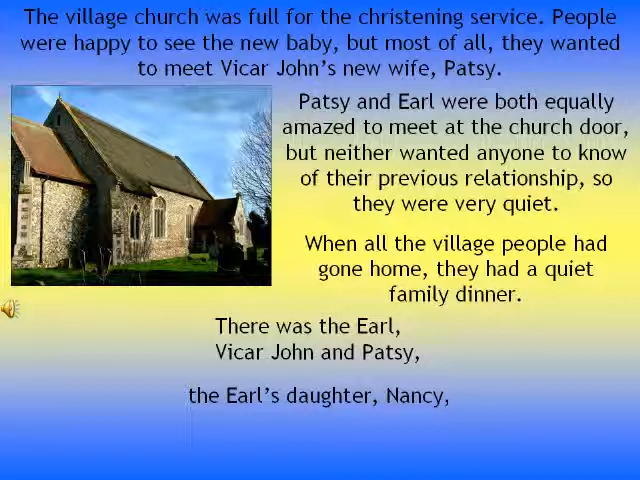 The village church was full for the christening service. People
were happy to see the new baby, but most of all, they wanted
to meet Vicar John’s new wife, Patsy.
Patsy and Earl were both equally
amazed to meet at the church door,
but neither wanted anyone to know
of their previous relationship, so
they were very quiet.
When all the village people had
gone home, they had a quiet
family dinner.
There was the Earl,
Vicar John and Patsy,
the Earl’s daughter, Nancy,